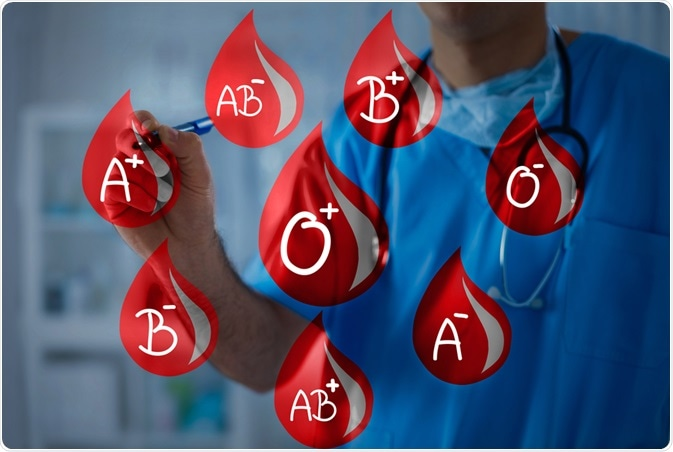 AB-
B+
A+
O-
O+
B-
A-
AB+